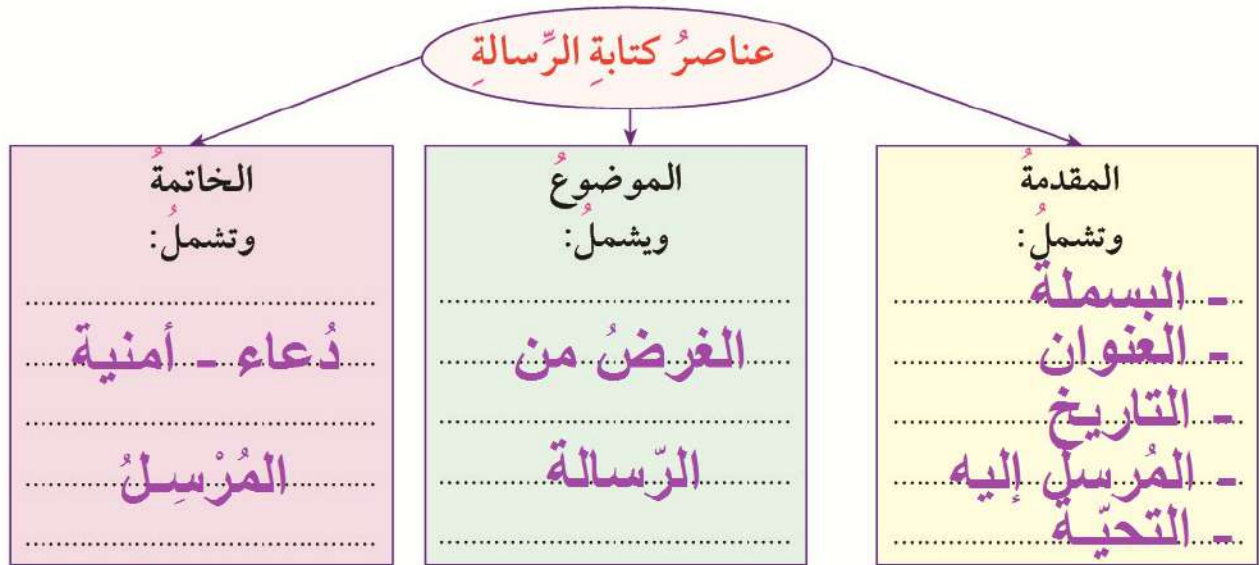 عناصرُ كتابةِ الرِّسالةِ
المقدمةُ
وتشملُ:
- البسملة
- العنوان
- التاريخ
- المُرسل إليه
- التحيّة
الموضوعُ
ويشملُ:
الغرضُ من
الرّسالة
الخاتمةُ
وتشملُ:
دُعاء - أمنية
المُرْسِلُ